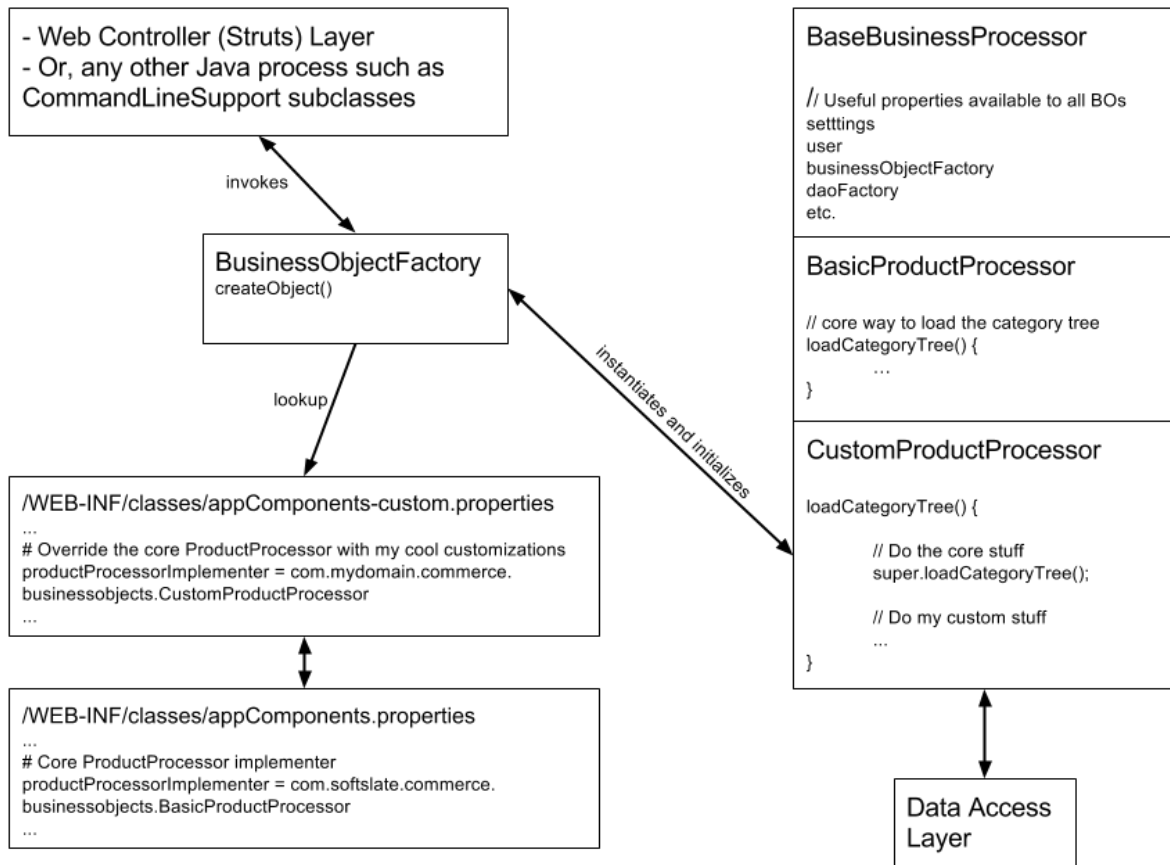 - Web Controller (Struts) Layer
- Or, any other Java process such as
CommandLineSupport subclasses
invokes
BusinessObjectFactory
createObject()
lookup
instantiates and initializes
/WEB-INF/classes/appComponents-custom.properties
...
# Override the core ProductProcessor with my cool customizations
productProcessorImplementer = com.mydomain.commerce.
businessobjects.CustomProductProcessor
...
/WEB-INF/classes/appComponents.properties
...
# Core ProductProcessor implementer
productProcessorImplementer = com.softslate.commerce.
businessobjects.BasicProductProcessor
...
BaseBusinessProcessor
// Useful properties available to all BOs
setttings
user
businessObjectFactory
daoFactory
etc.
BasicProductProcessor
// core way to load the category tree
loadCategoryTree() {
...
}
CustomProductProcessor
loadCategoryTree() {
// Do the core stuff
super.loadCategoryTree();
// Do my custom stuff
...
}
Data Access
Layer